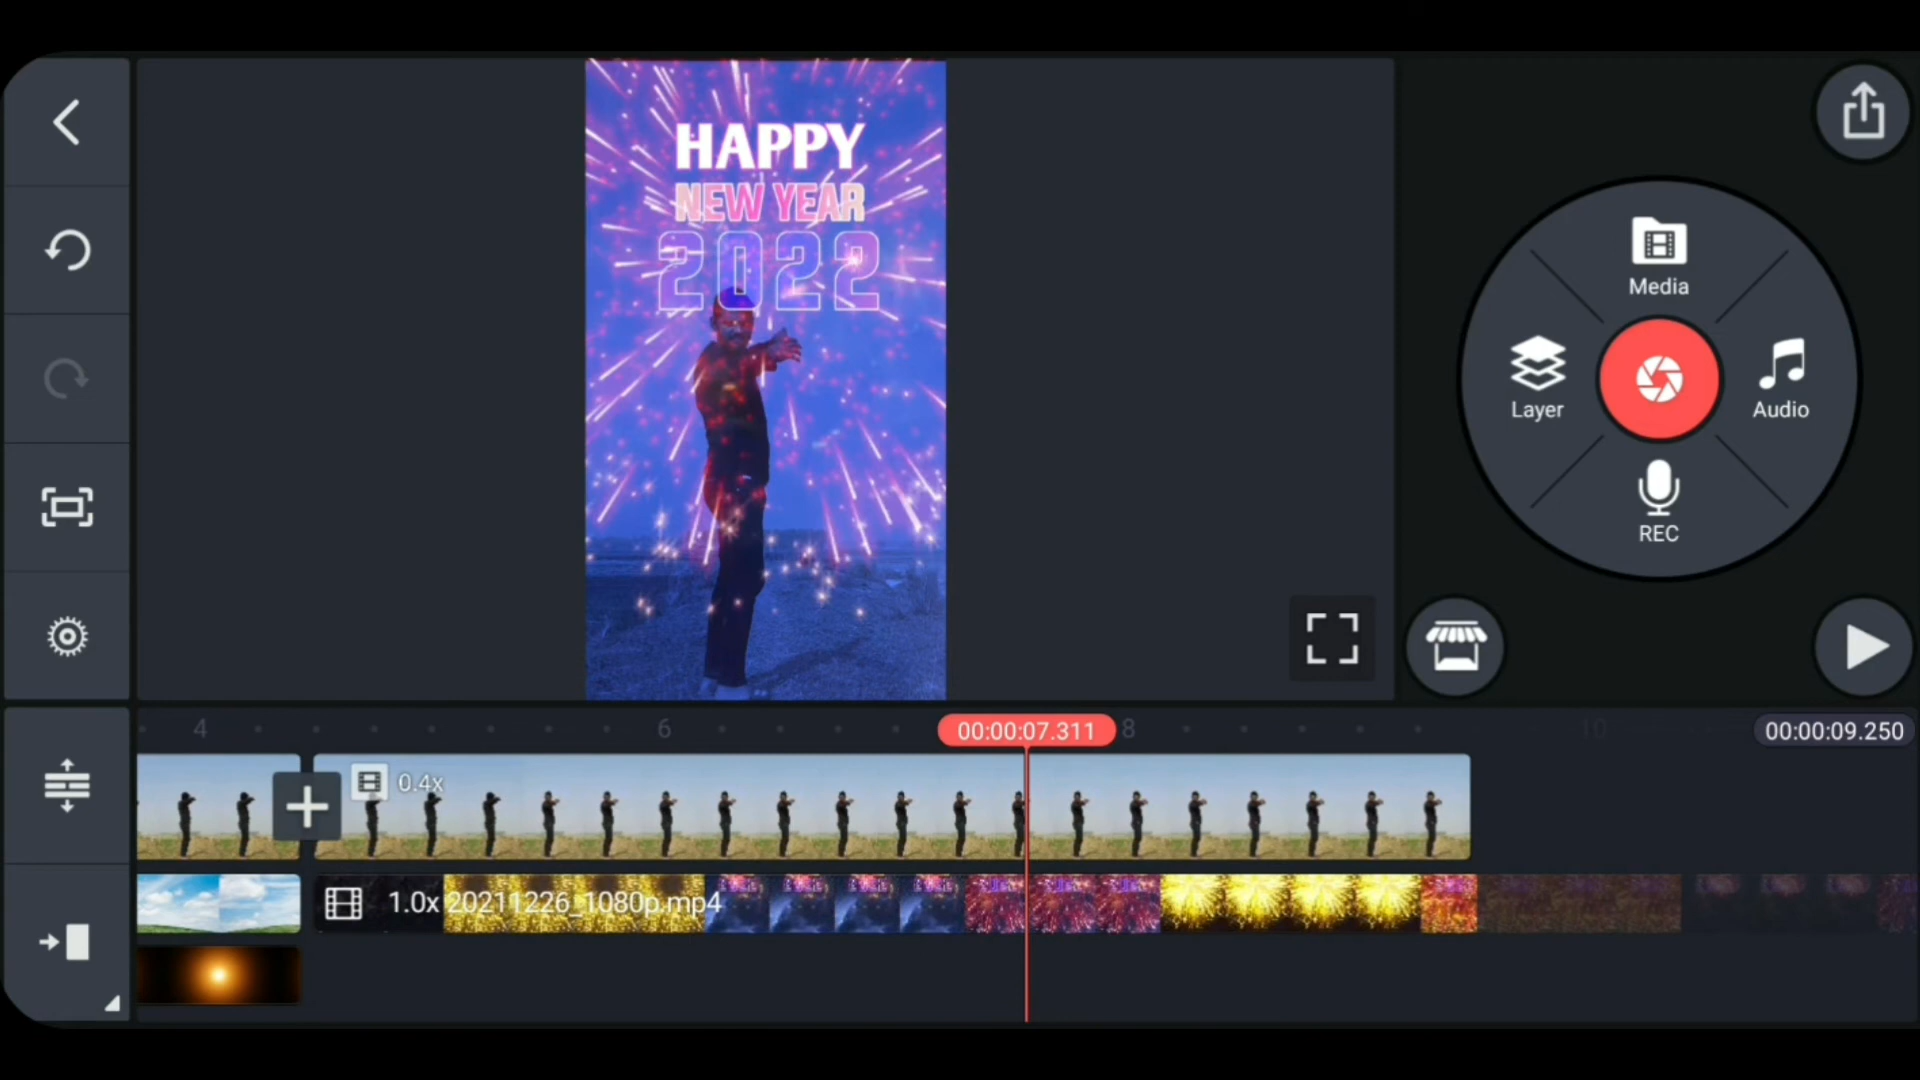 HAPPY
NEW YEAR
2022
Media
Layer
Audio
REC
4
6
00:00:07.311
8
10
00:00:09.250
0.4x
1.0x 20211226_1080p.mp4